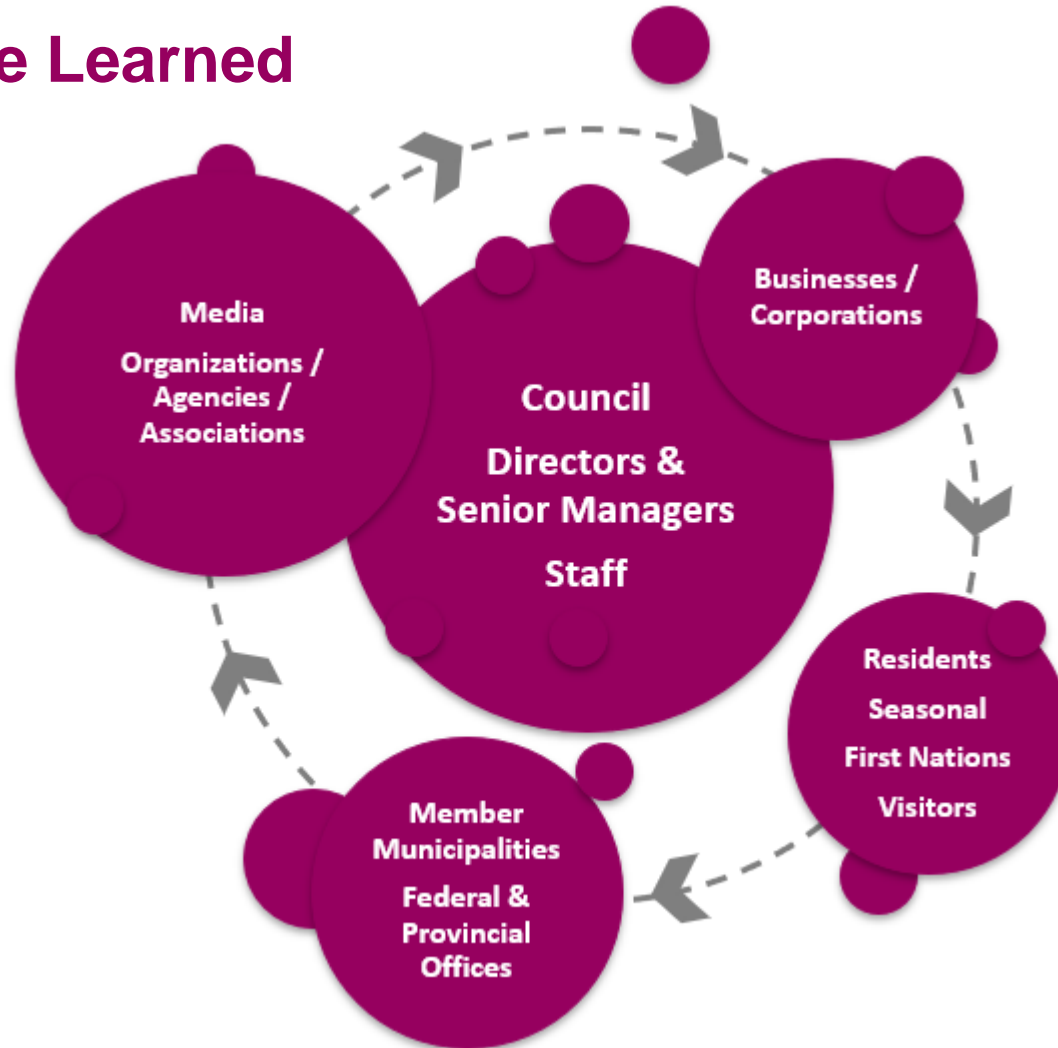 e Learned
Media
Organizations /
Agencies /
Associations
Businesses /
Corporations
Council
Directors &
Senior Managers
Staff
Residents
Seasonal
First Nations
Visitors
Member
Municipalities
Federal &
Provincial
Offices